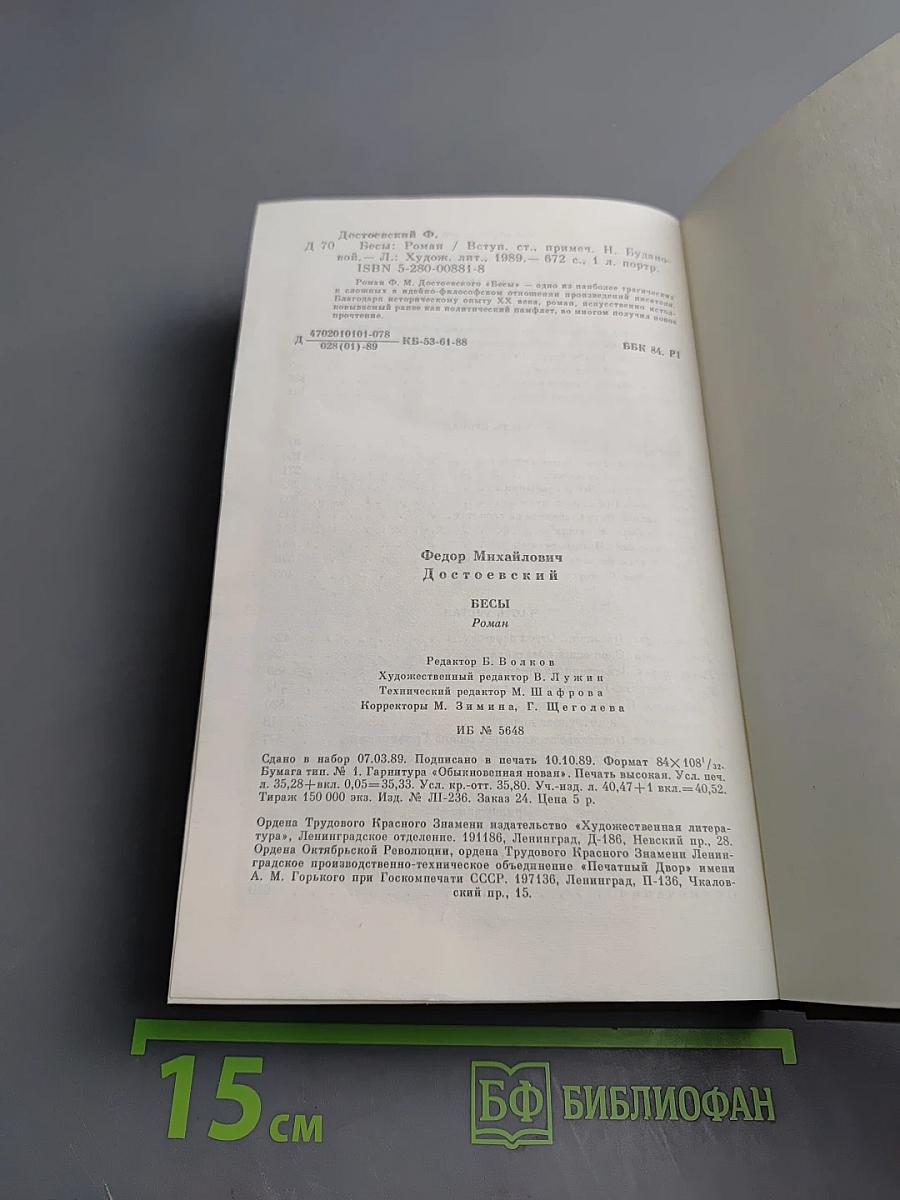 Достоевский Ф.
Д 70 Бесы: Роман / Вступ. ст., примеч. Н. Будано-
вой.— Л.: Худож. лит., 1989.— 672 с., 1 л. портр.
ISBN 5-280-00881-8
Роман Ф. М. Достоевского «Бесы» — одно из наиболее трагических
и сложных в идейно-философском отношении произведений писателя.
Благодаря историческому опыту XX века, роман, искусственно истол-
ковываемый ранее как политический памфлет, во многом получил новое
прочтение.
Д 4702010101-078
028(01)-89 КБ-53-61-88
ББК 84. Р1
Федор Михайлович
Достоевский
БЕСЫ
Роман
Редактор Б. Волков
Художественный редактор В. Лужин
Технический редактор М. Шафрова
Корректоры М. Зимина, Г. Щеголева
ИБ № 5648
Сдано в набор 07.03.89. Подписано в печать 10.10.89. Формат 84×108¹/₃₂.
Бумага тип. № 1. Гарнитура «Обыкновенная новая». Печать высокая. Усл. печ.
л. 35,28+вкл. 0,05=35,33. Усл. кр.-отт. 35,80. Уч.-изд. л. 40,47+1 вкл.=40,52.
Тираж 150 000 экз. Изд. № ЛI-236. Заказ 24. Цена 5 р.
Ордена Трудового Красного Знамени издательство «Художественная литера-
тура», Ленинградское отделение. 191186, Ленинград, Д-186, Невский пр., 28.
Ордена Октябрьской Революции, ордена Трудового Красного Знамени Ленин-
градское производственно-техническое объединение «Печатный Двор» имени
А. М. Горького при Госкомпечати СССР. 197136, Ленинград, П-136, Чкалов-
ский пр., 15.
15 см
БФ БИБЛИОФАН